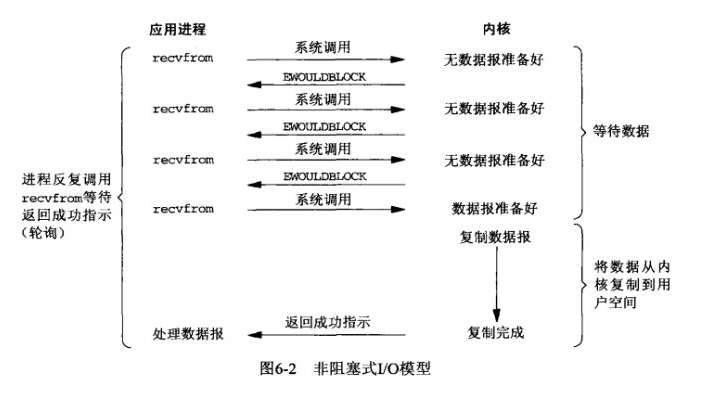 应用进程
内核
recvfrom
系统调用
无数据报准备好
EWOULDBLOCK
recvfrom
系统调用
无数据报准备好
EWOULDBLOCK
recvfrom
系统调用
无数据报准备好
EWOULDBLOCK
recvfrom
系统调用
数据报准备好
等待数据
进程反复调用
recvfrom等待
返回成功指示
（轮询）
复制数据报
将数据从内
核复制到用
户空间
处理数据报
返回成功指示
复制完成
图6-2 非阻塞式I/O模型